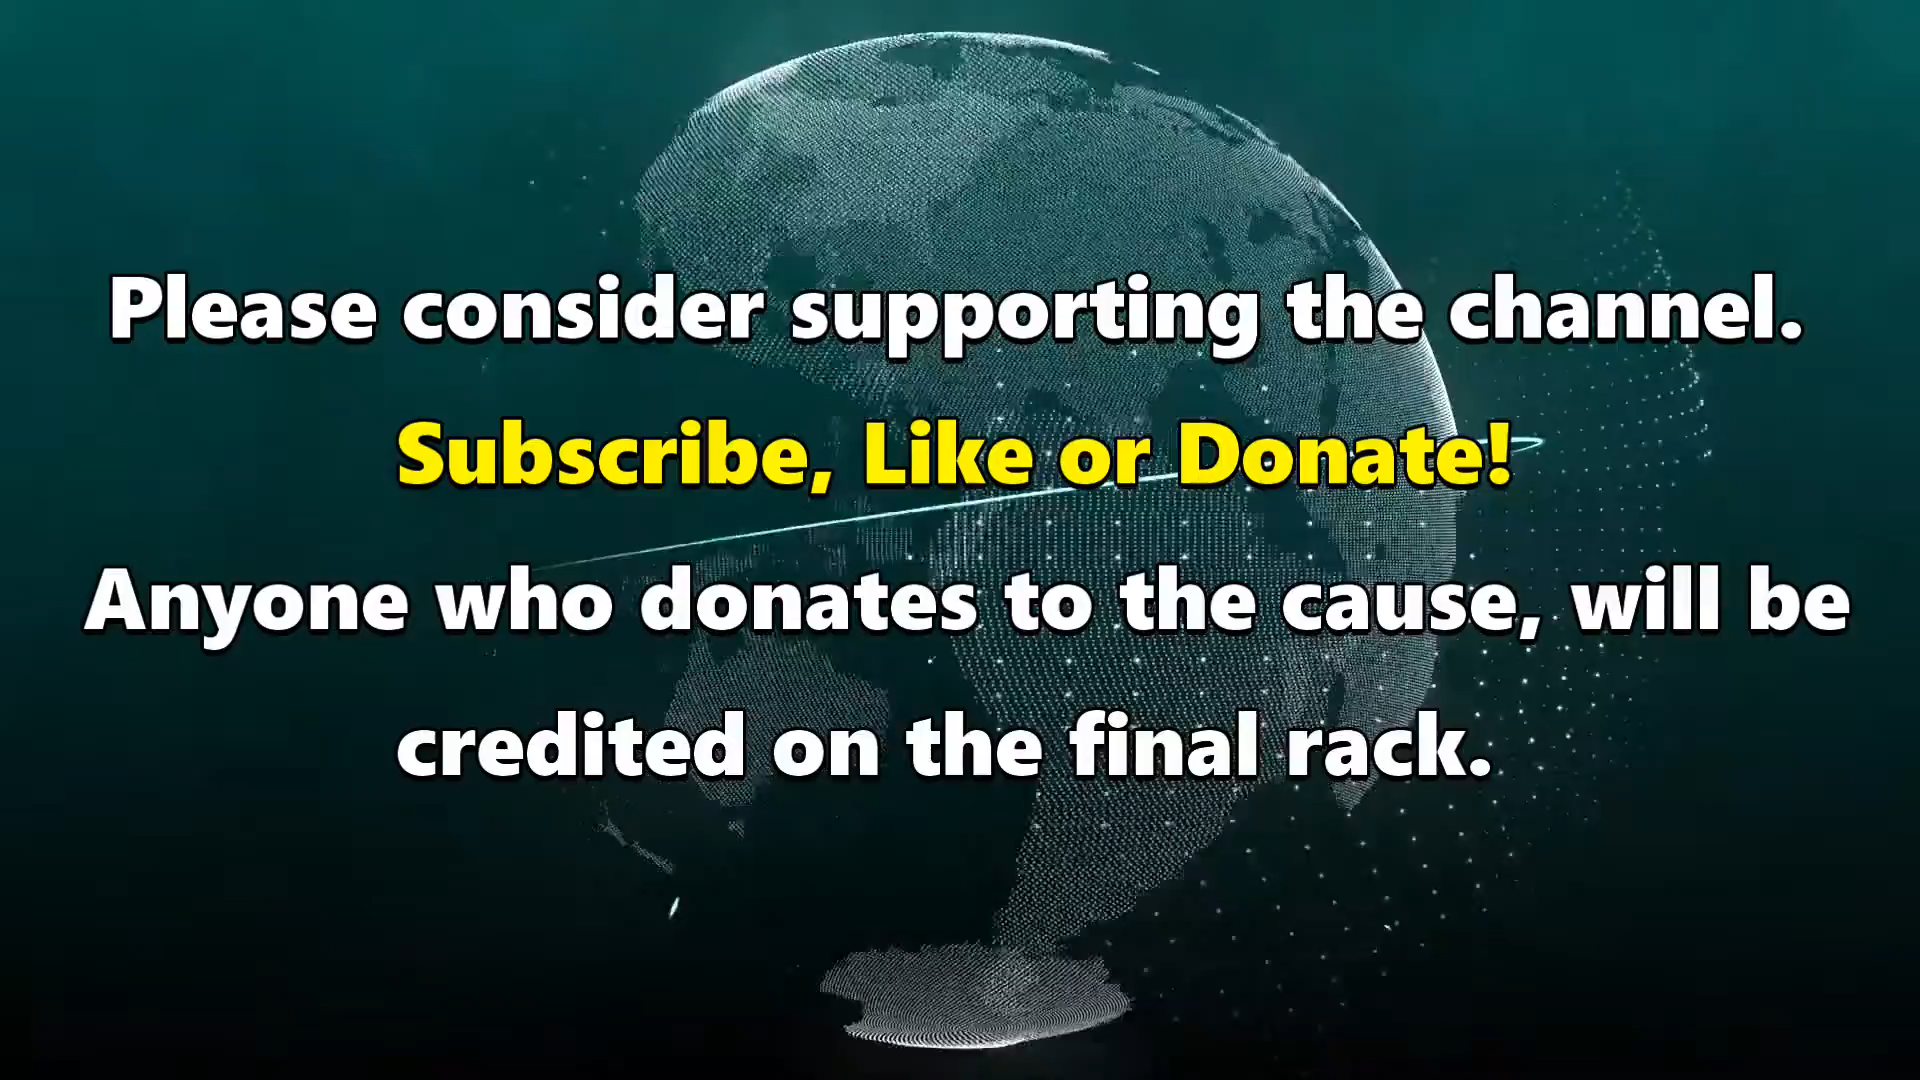 Please consider supporting the channel.
Subscribe, Like or Donate!
Anyone who donates to the cause, will be
credited on the final rack.